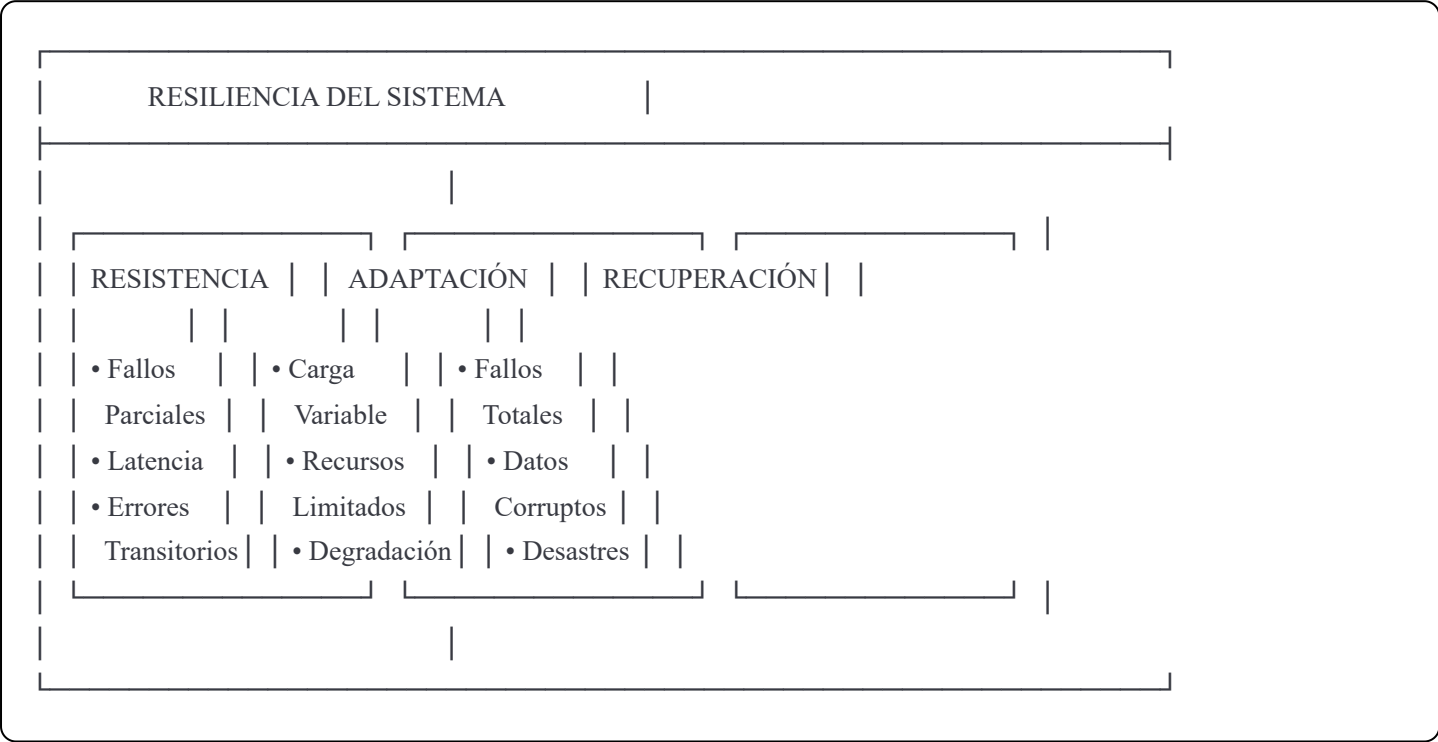 RESILIENCIA DEL SISTEMA
RESISTENCIA ADAPTACIÓN RECUPERACIÓN
• Fallos • Carga • Fallos
Parciales Variable Totales
• Latencia • Recursos • Datos
• Errores Limitados Corruptos
Transitorios • Degradación • Desastres